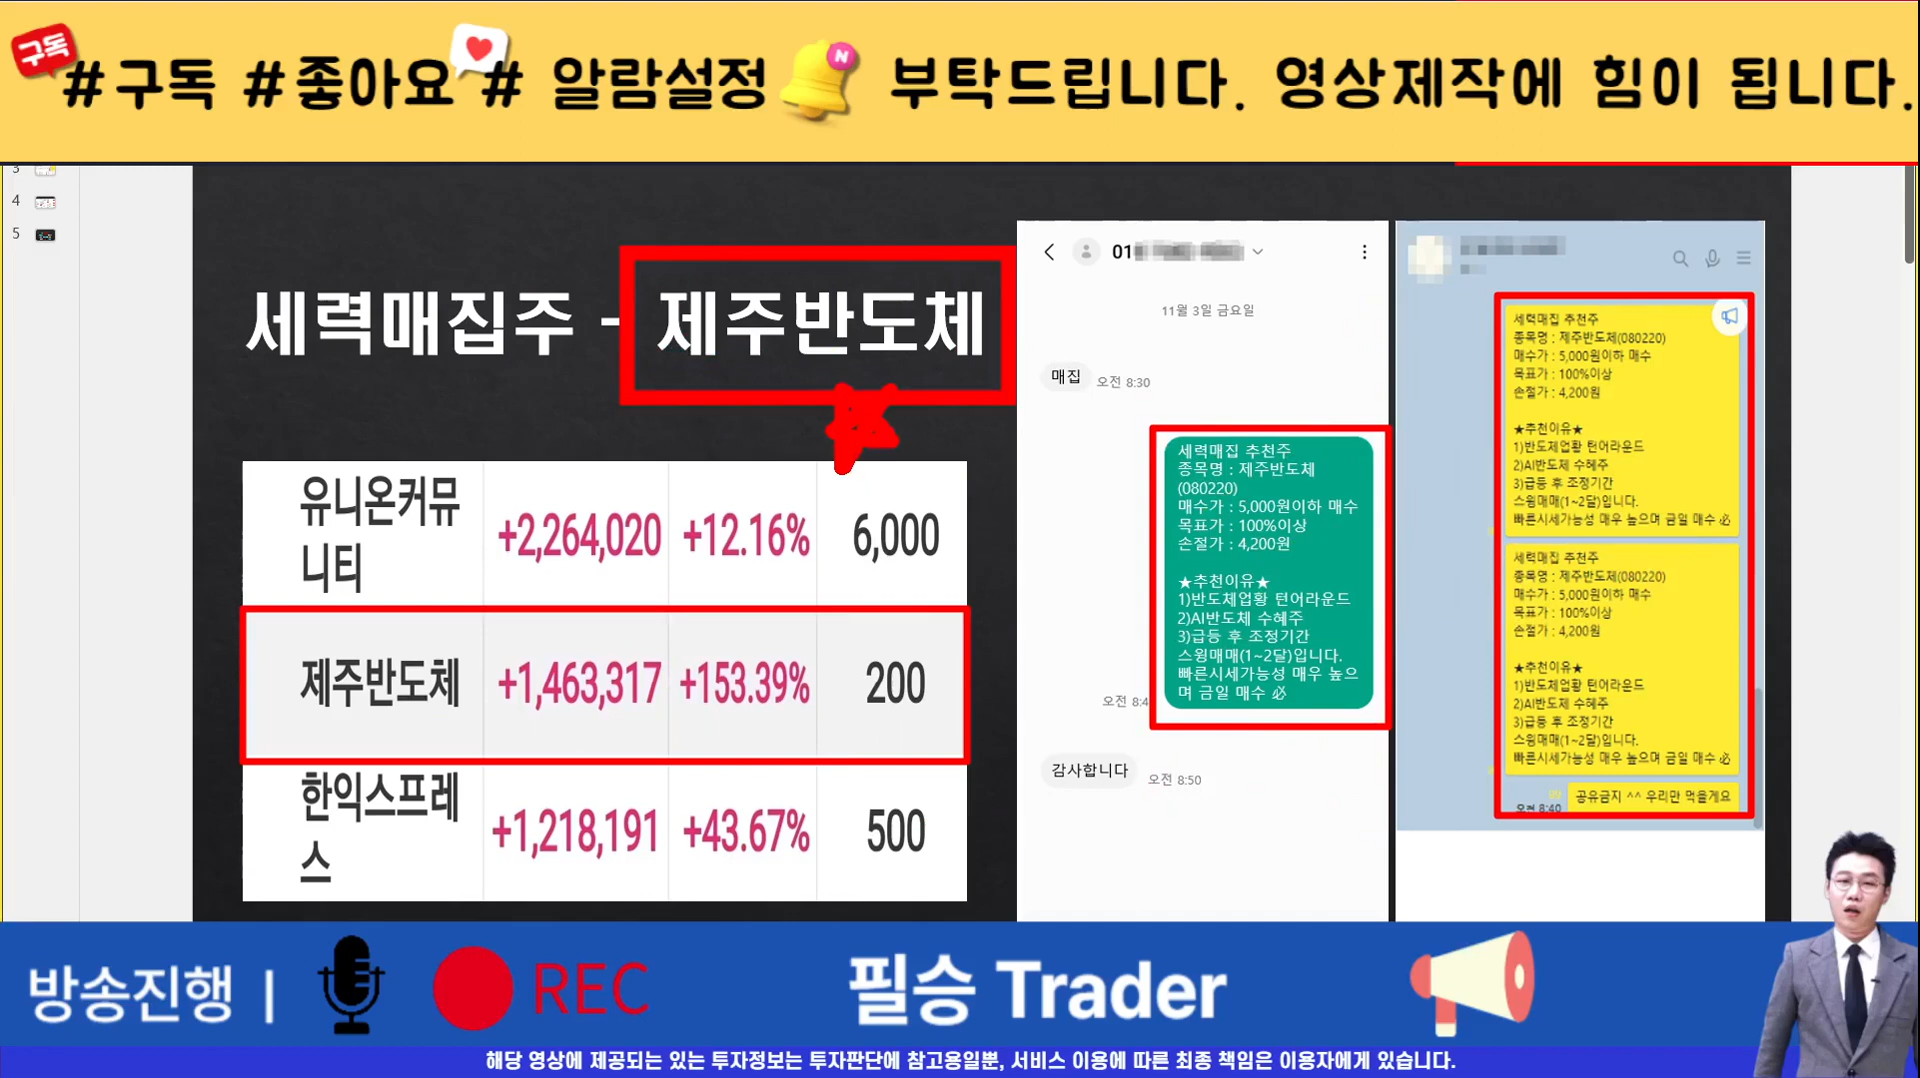 구독
#구독 #좋아요 # 알람설정 N 부탁드립니다. 영상제작에 힘이 됩니다.
3
4
5
세력매집주 - 제주반도체
유니온커뮤
니티
+2,264,020
+12.16%
6,000
제주반도체
+1,463,317
+153.39%
200
한익스프레
스
+1,218,191
+43.67%
500
01
11월 3일 금요일
매집
오전 8:30
세력매집 추천주
종목명 : 제주반도체
(080220)
매수가 : 5,000원이하 매수
목표가 : 100%이상
손절가 : 4,200원
★추천이유★
1)반도체업황 턴어라운드
2)AI반도체 수혜주
3)급등 후 조정기간
스윙매매(1~2달)입니다.
빠른시세가능성 매우 높으
며 금일 매수 必
오전 8:4
감사합니다
오전 8:50
세력매집 추천주
종목명 : 제주반도체(080220)
매수가 : 5,000원이하 매수
목표가 : 100%이상
손절가 : 4,200원
★추천이유★
1)반도체업황 턴어라운드
2)AI반도체 수혜주
3)급등 후 조정기간
스윙매매(1~2달)입니다.
빠른시세가능성 매우 높으며 금일 매수 必
세력매집 추천주
종목명 : 제주반도체(080220)
매수가 : 5,000원이하 매수
목표가 : 100%이상
손절가 : 4,200원
★추천이유★
1)반도체업황 턴어라운드
2)AI반도체 수혜주
3)급등 후 조정기간
스윙매매(1~2달)입니다.
빠른시세가능성 매우 높으며 금일 매수 必
오전 8:40
공유금지 ^^ 우리만 먹을게요
방송진행 |
REC
필승 Trader
해당 영상에 제공되는 있는 투자정보는 투자판단에 참고용일뿐, 서비스 이용에 따른 최종 책임은 이용자에게 있습니다.